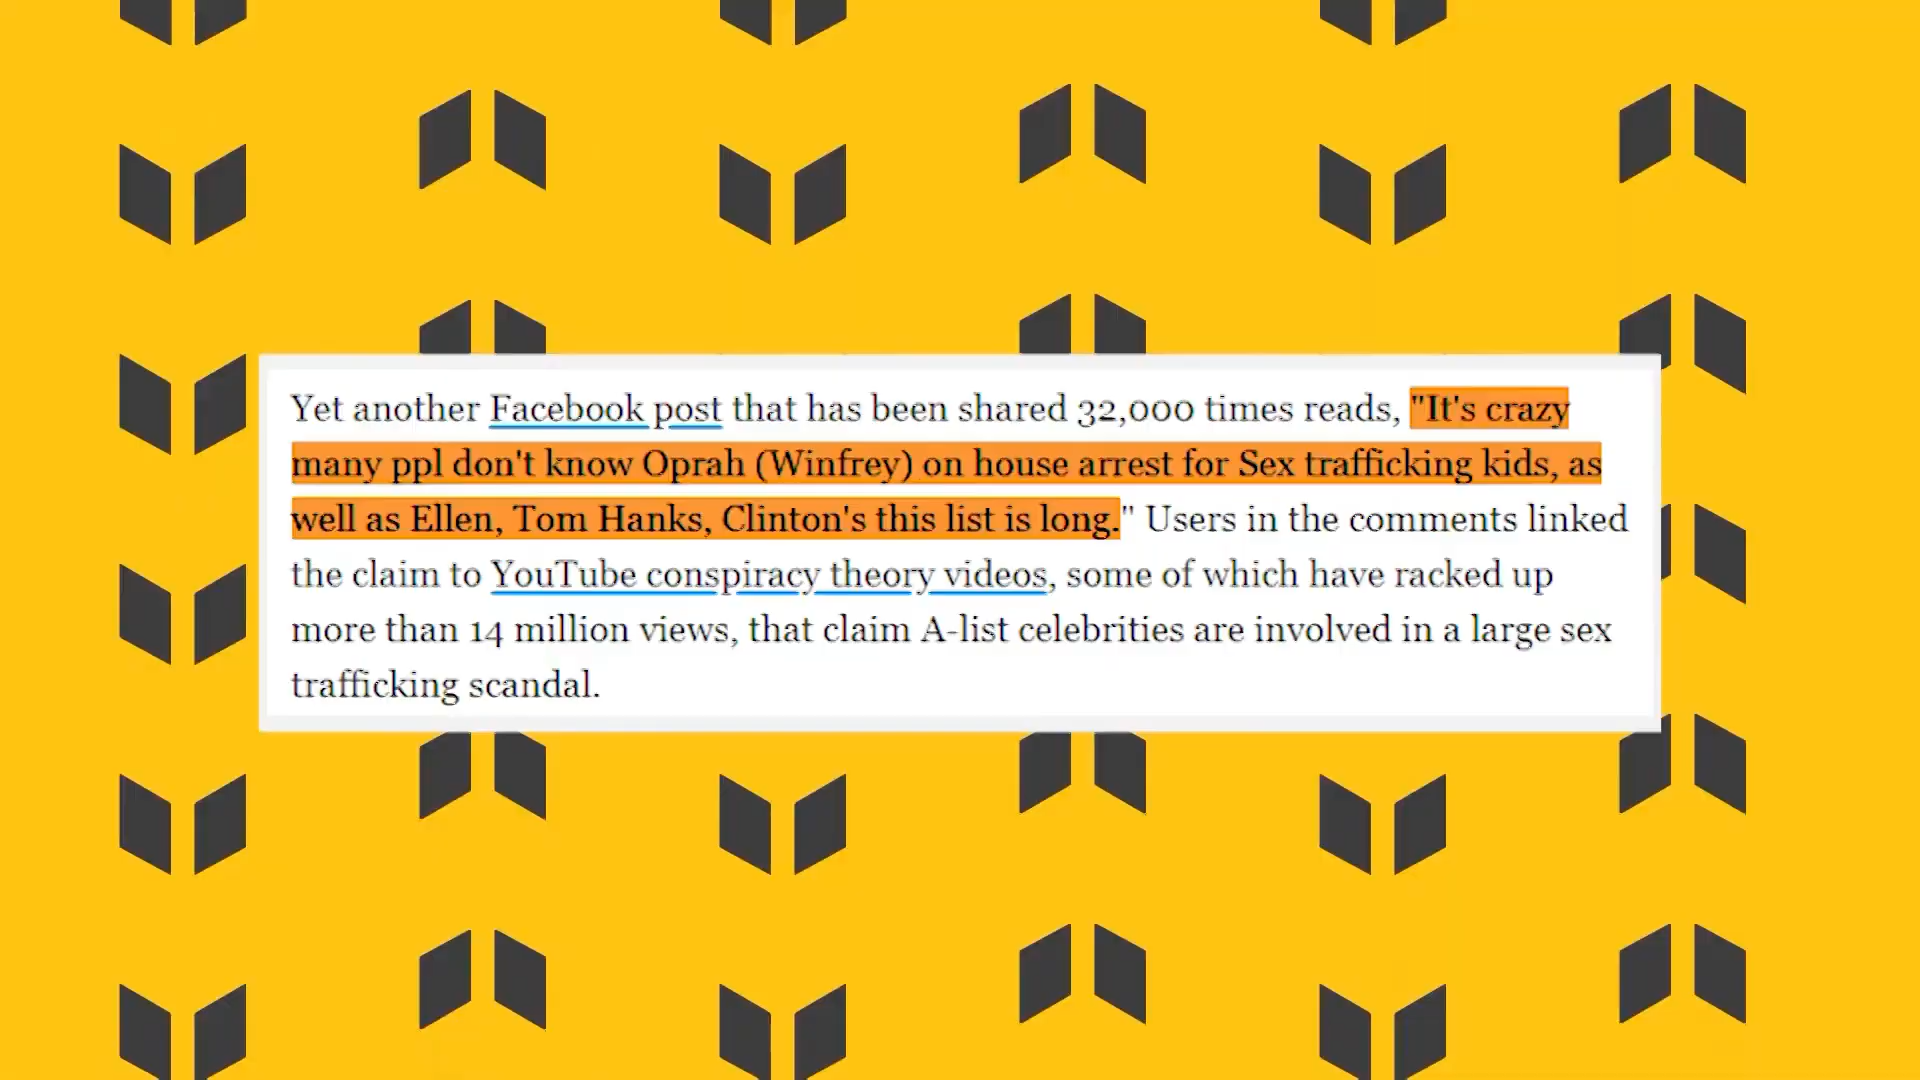 Yet another Facebook post that has been shared 32,000 times reads, "It's crazy
many ppl don't know Oprah (Winfrey) on house arrest for Sex trafficking kids, as
well as Ellen, Tom Hanks, Clinton's this list is long." Users in the comments linked
the claim to YouTube conspiracy theory videos, some of which have racked up
more than 14 million views, that claim A-list celebrities are involved in a large sex
trafficking scandal.